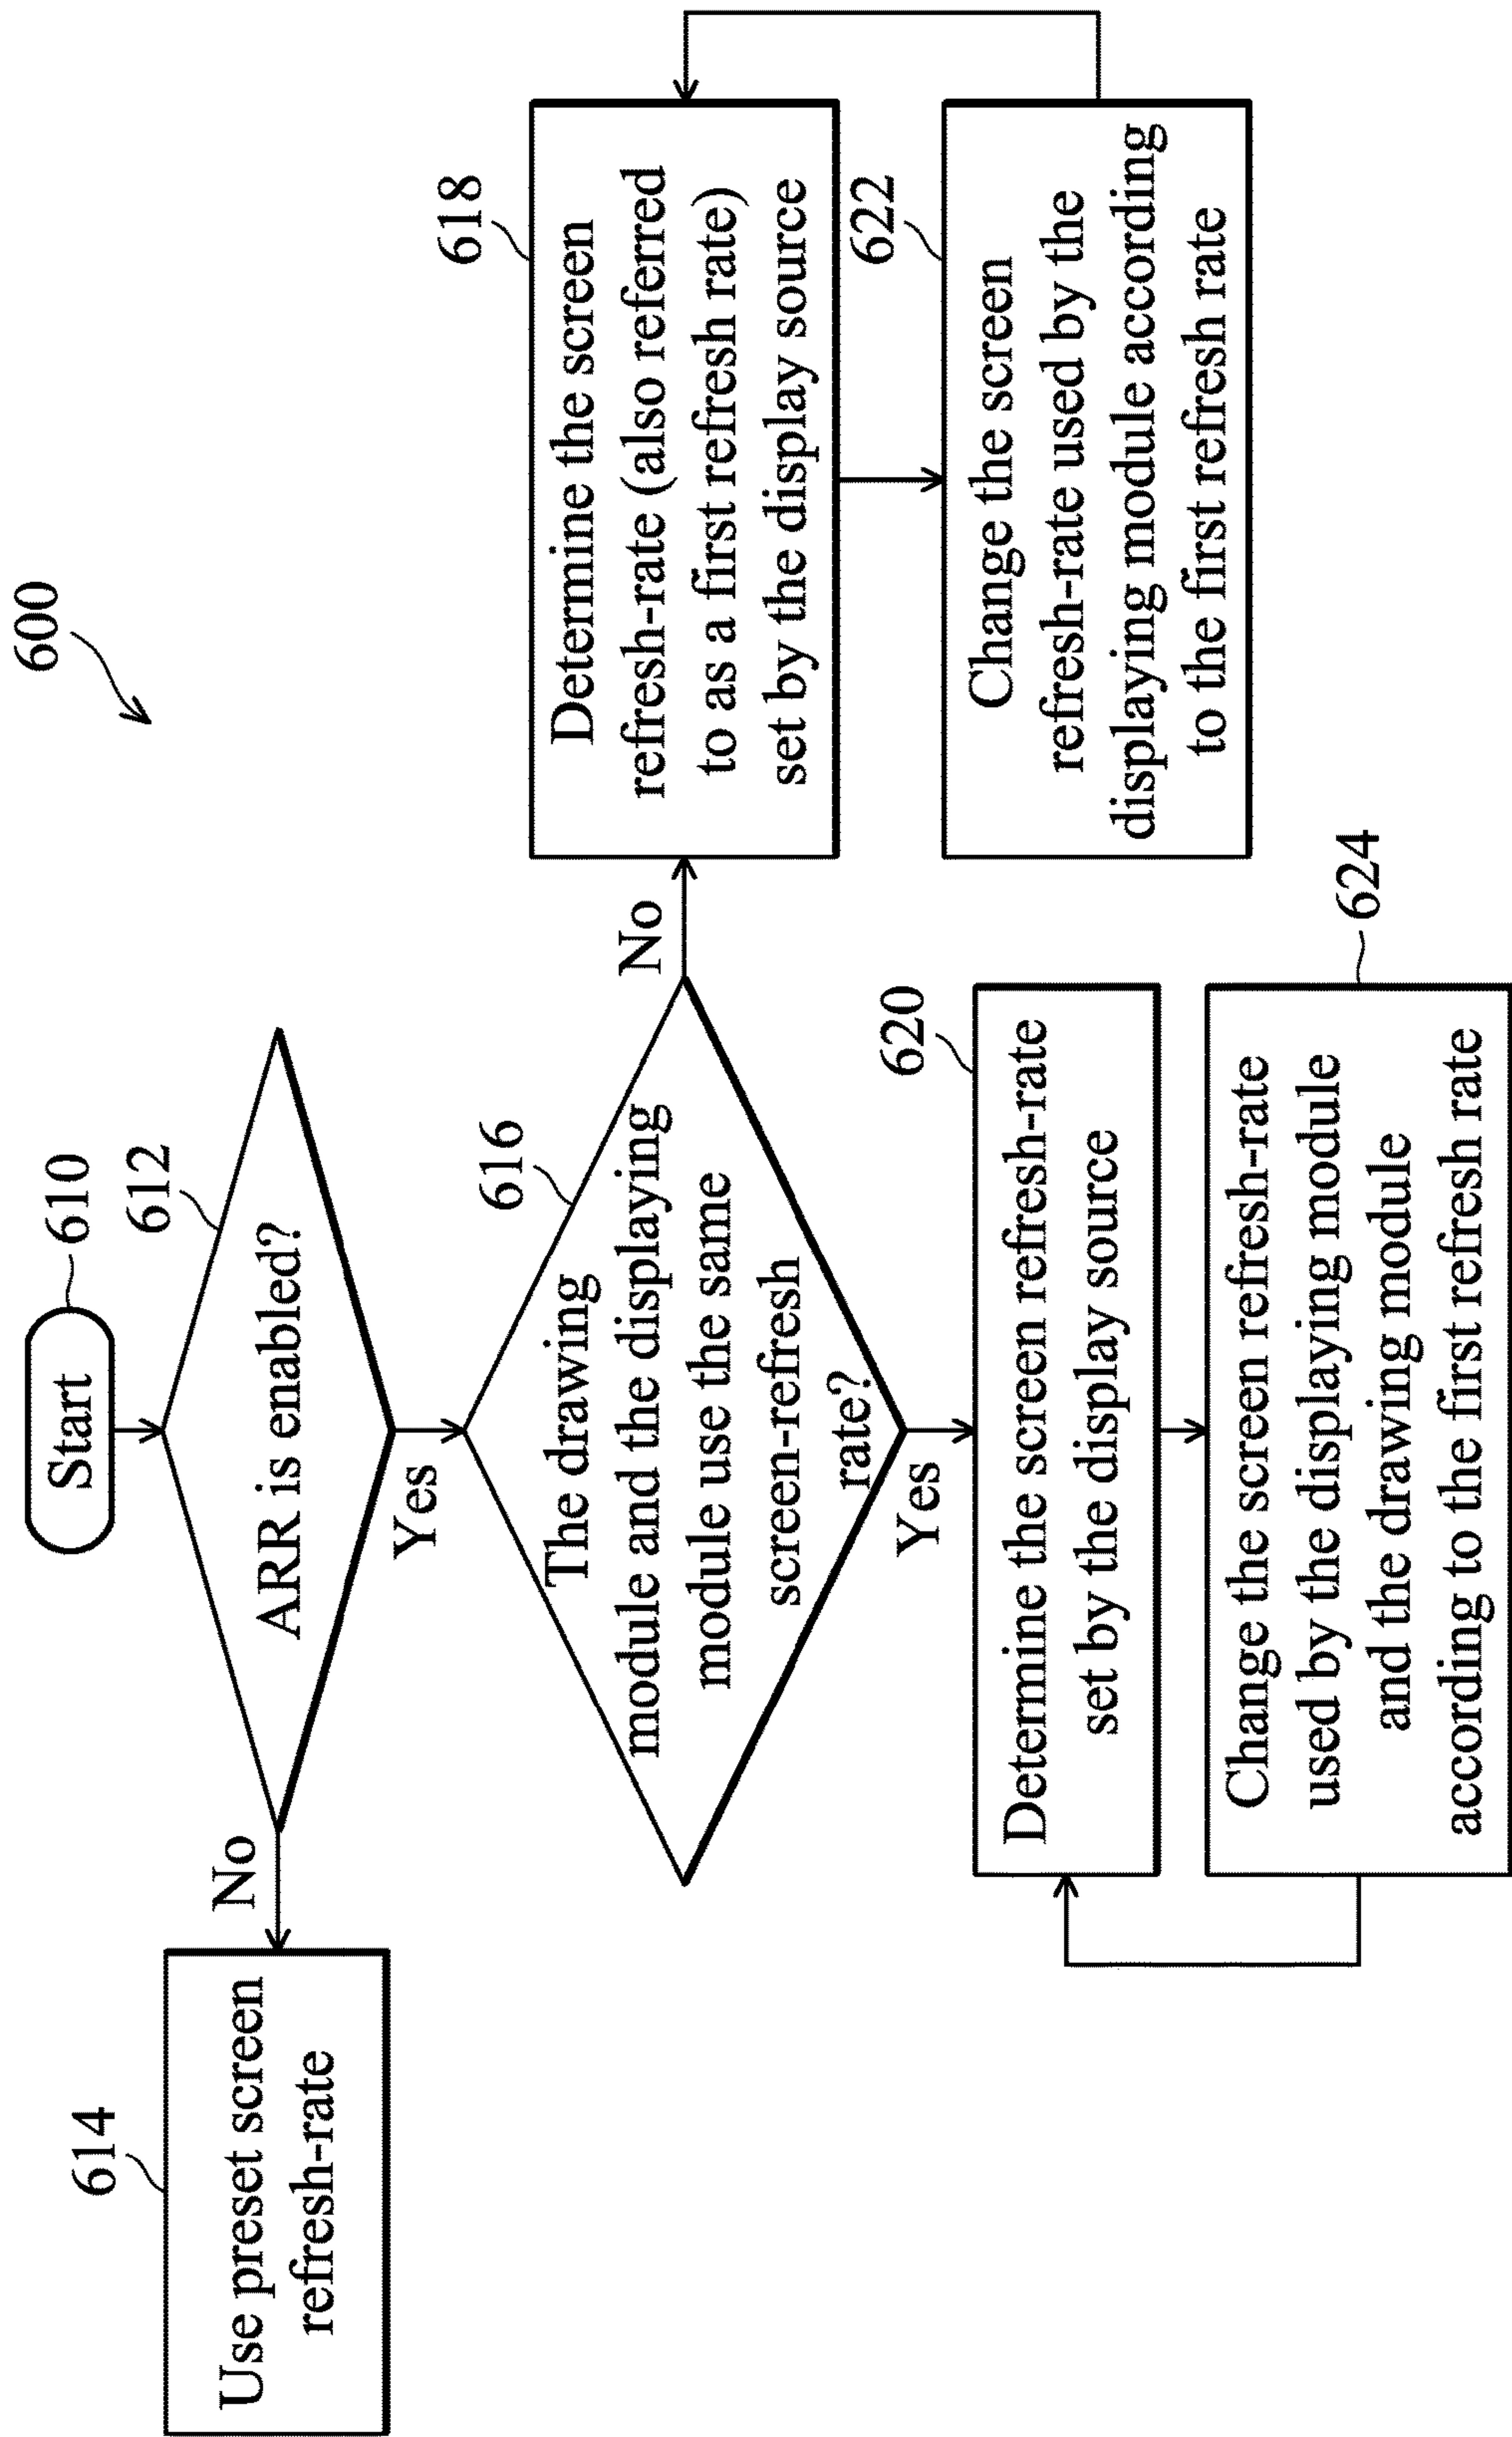 600
Start
610
612
ARR is enabled?
No
Yes
614
Use preset screen
refresh-rate
616
The drawing
module and the displaying
module use the same
screen-refresh
rate?
No
Yes
618
Determine the screen
refresh-rate (also referred
to as a first refresh rate)
set by the display source
622
Change the screen
refresh-rate used by the
displaying module according
to the first refresh rate
620
Determine the screen refresh-rate
set by the display source
624
Change the screen refresh-rate
used by the displaying module
and the drawing module
according to the first refresh rate